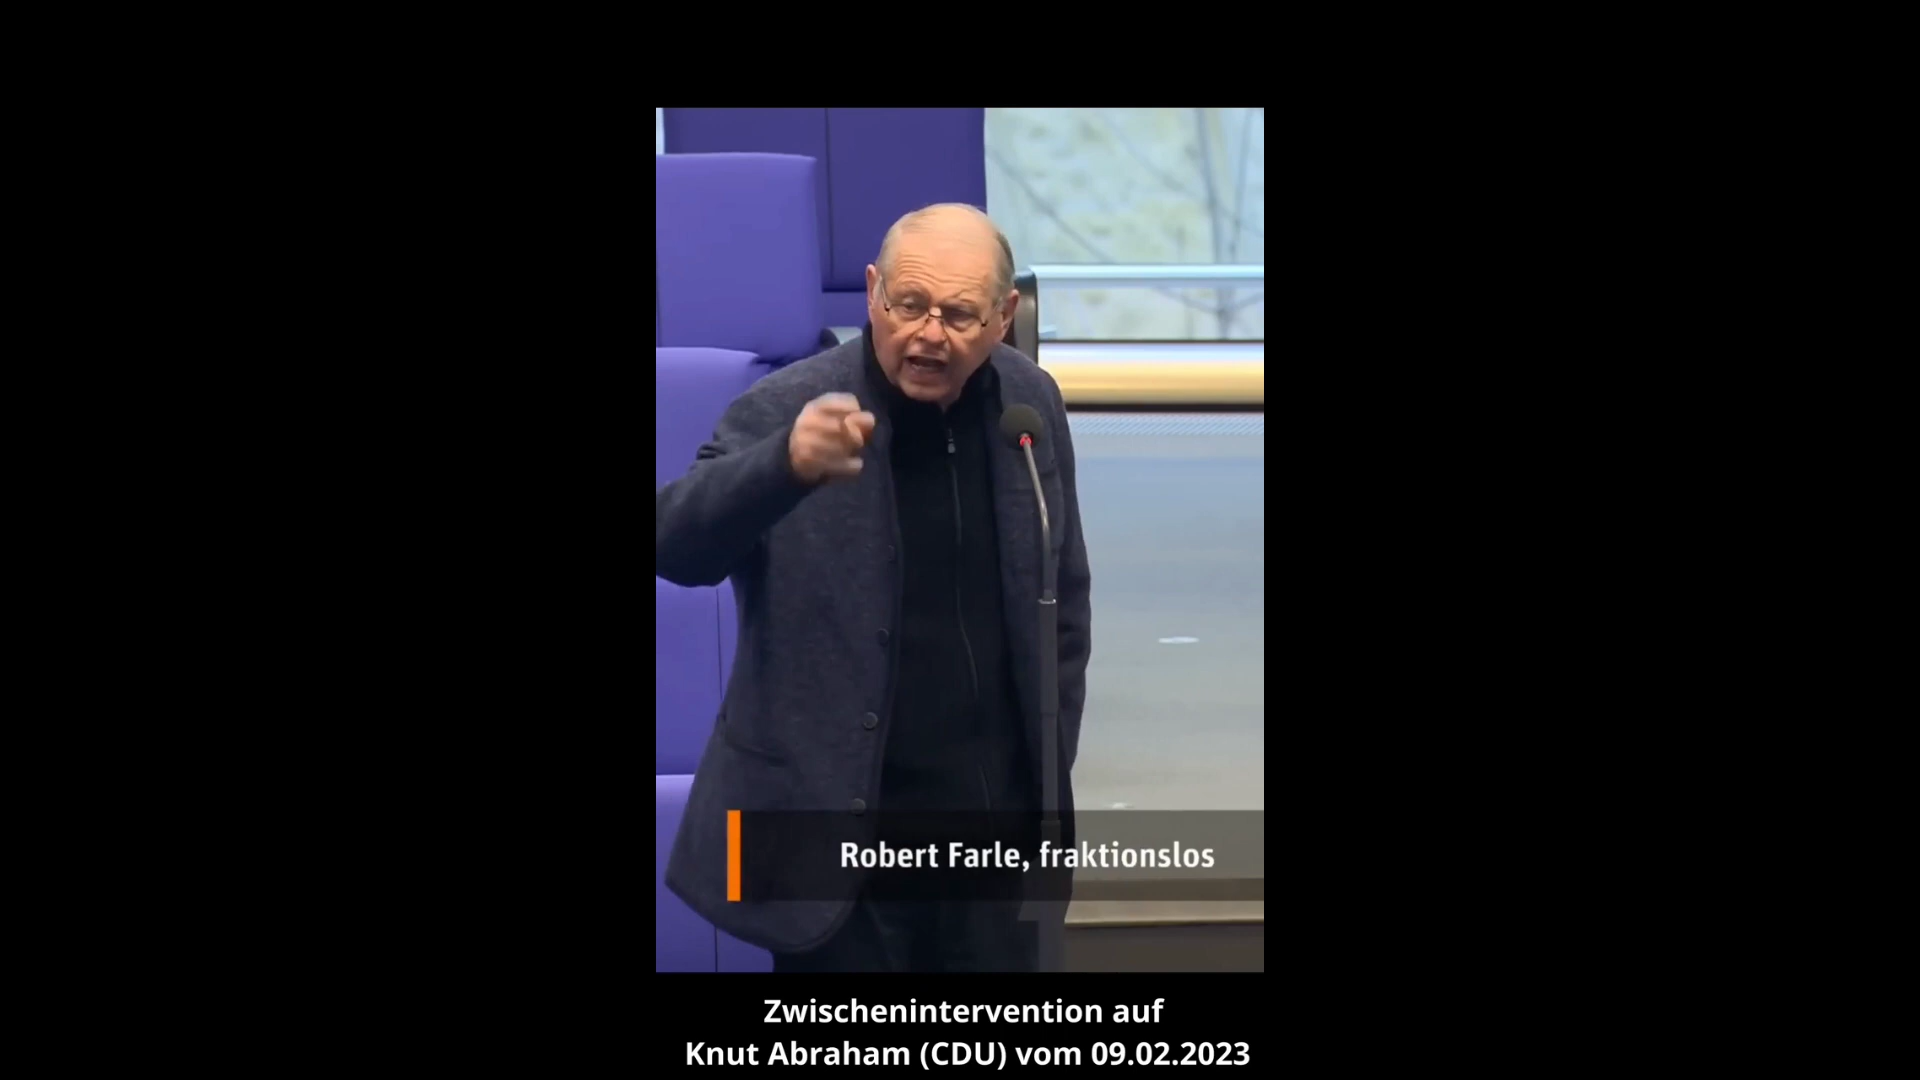 Robert Farle, fraktionslos
Zwischenintervention auf
Knut Abraham (CDU) vom 09.02.2023